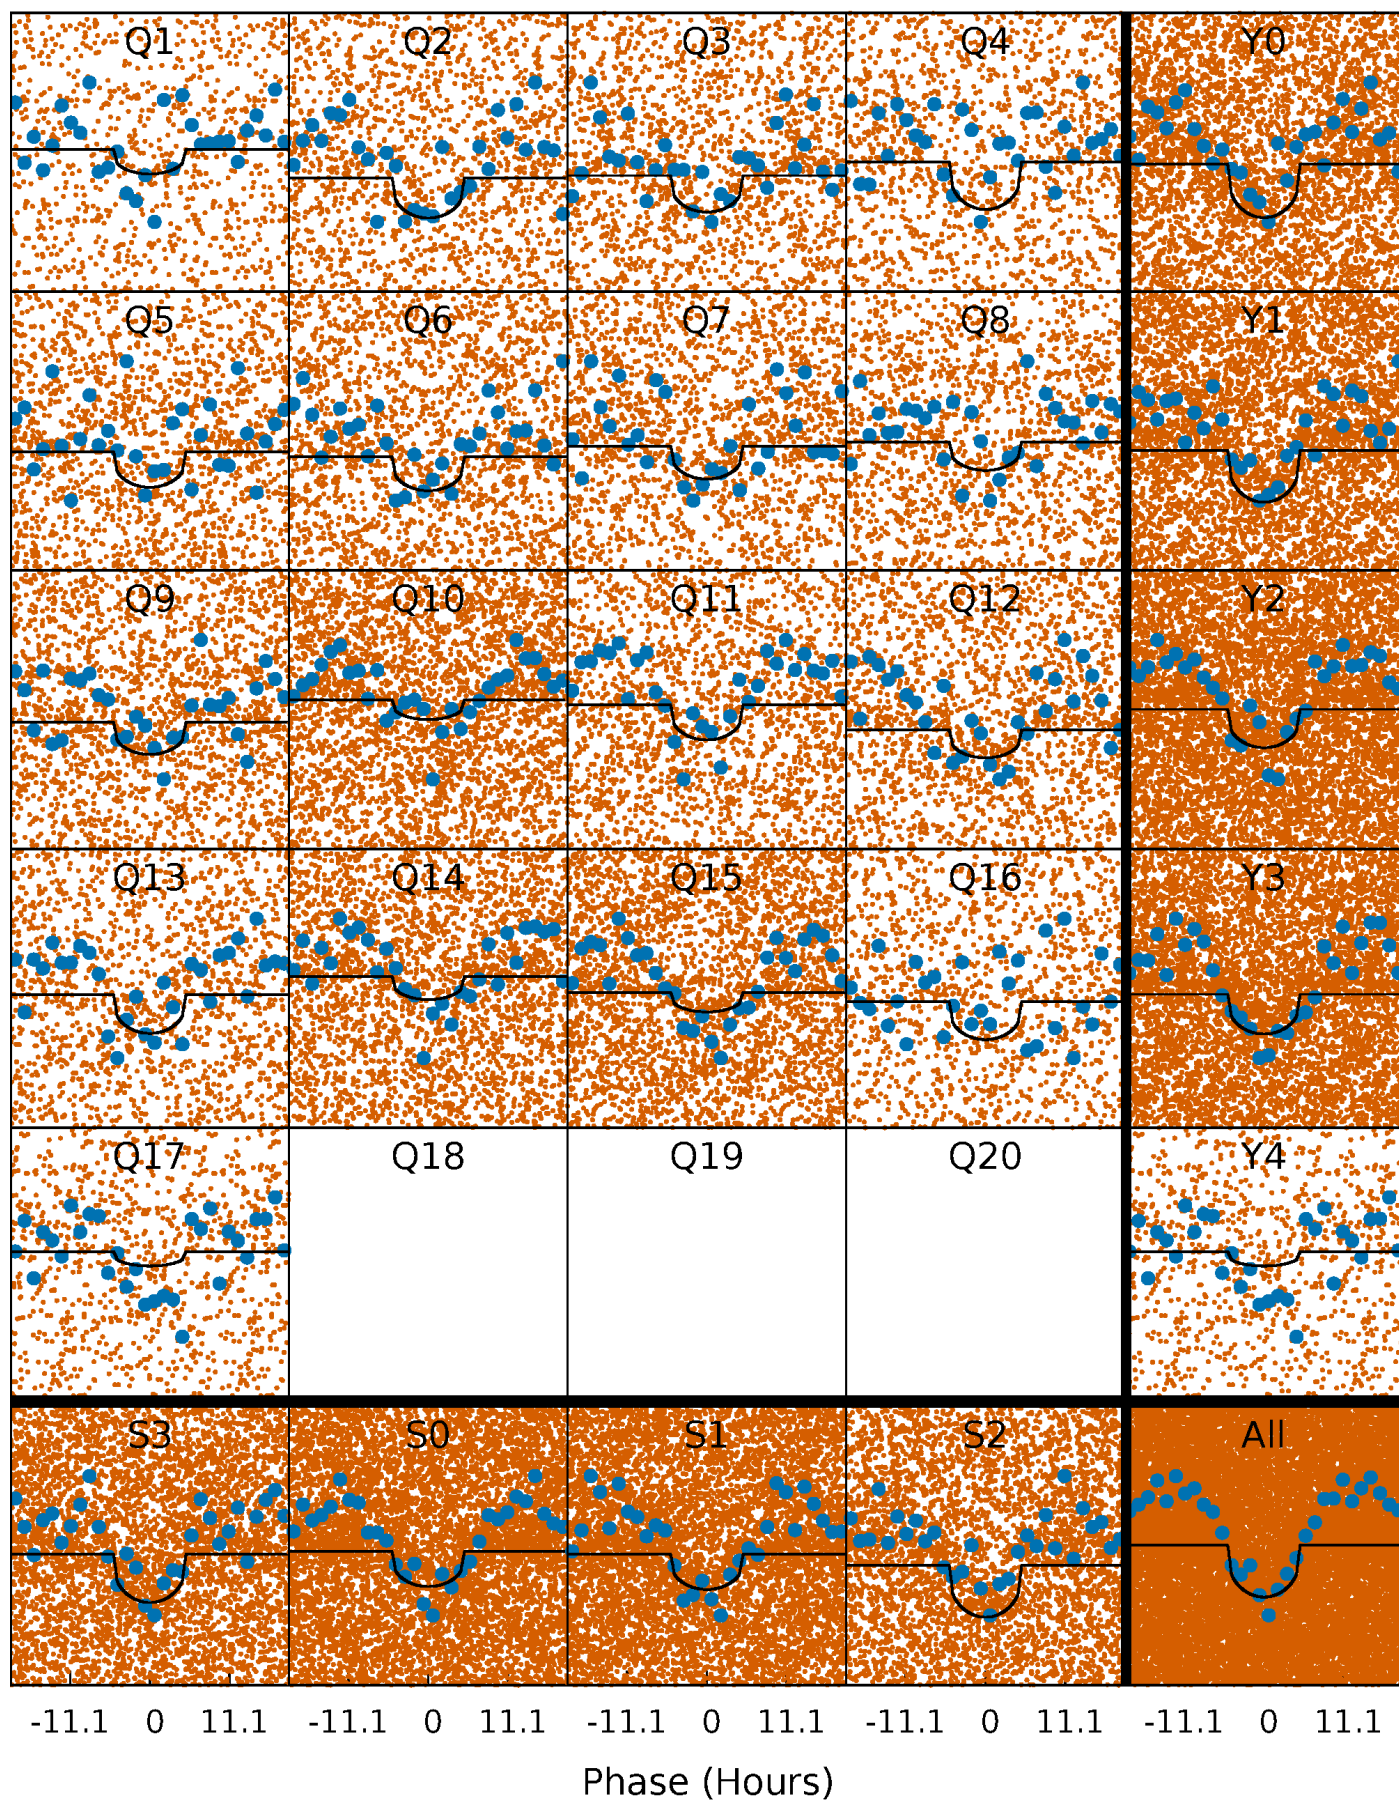 Q1 Q2 Q3 Q4 Y0
Q5 Q6 Q7 Q8 Y1
Q9 Q10 Q11 Q12 Y2
Q13 Q14 Q15 Q16 Y3
Q17 Q18 Q19 Q20 Y4
S3 S0 S1 S2 All
-11.1 0 11.1 -11.1 0 11.1 -11.1 0 11.1 -11.1 0 11.1 -11.1 0 11.1
Phase (Hours)